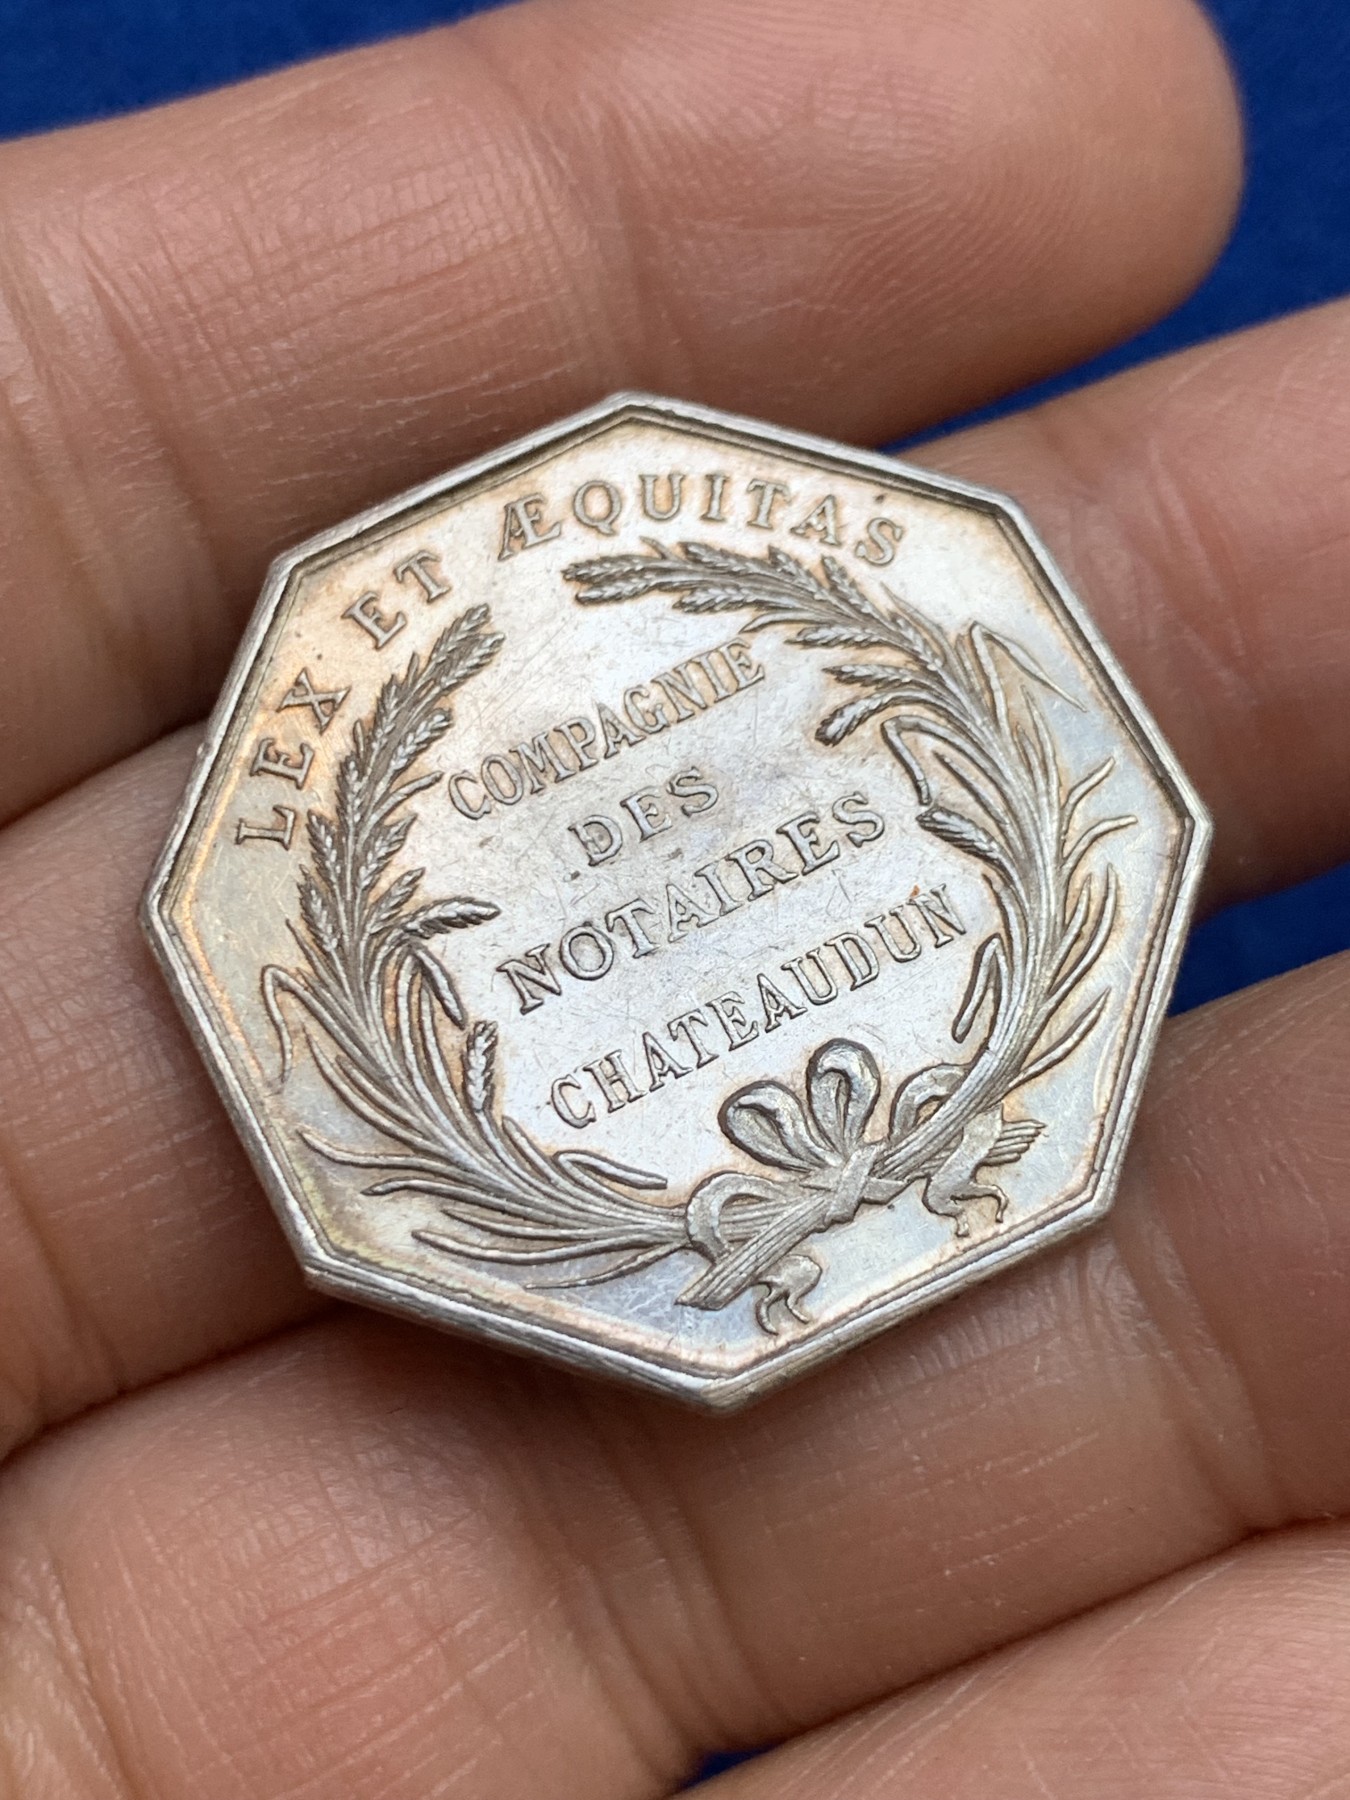 LEX ET ÆQUITAS
COMPAGNIE
DES
NOTAIRES
CHATEAUDUN